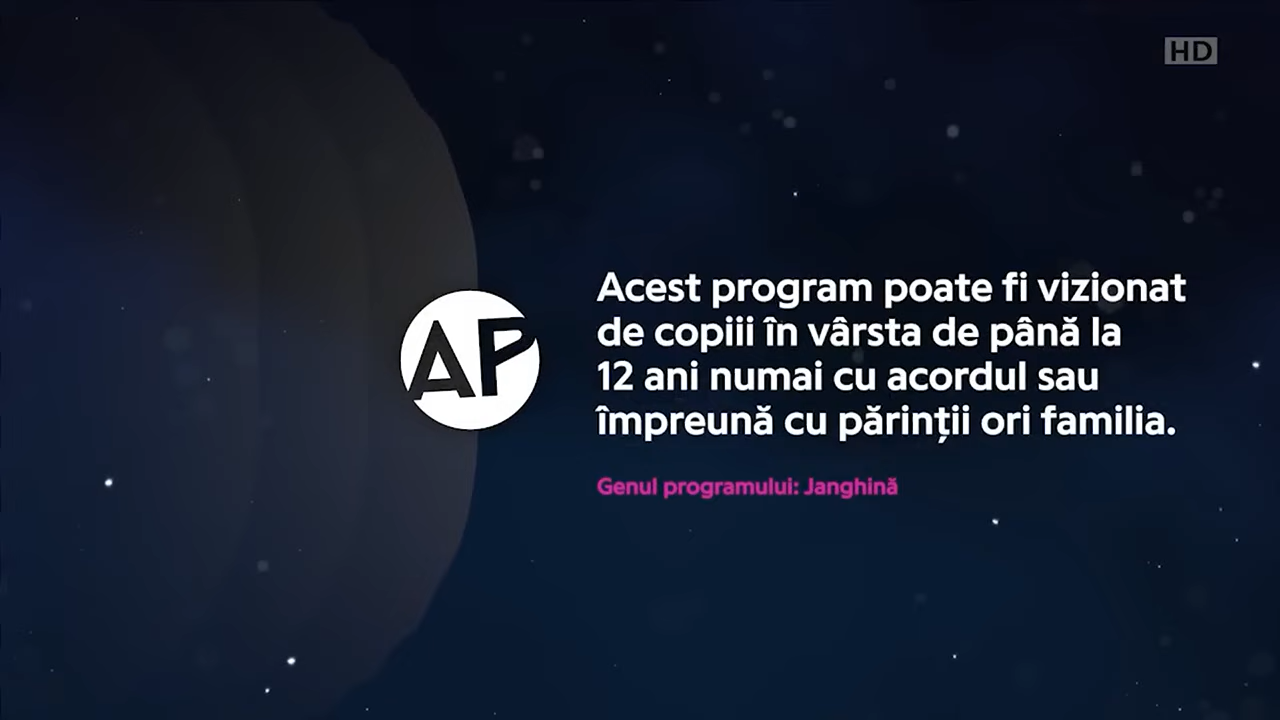 HD
AP
Acest program poate fi vizionat
de copiii în vârsta de până la
12 ani numai cu acordul sau
împreună cu părinții ori familia.
Genul programului: Janghină